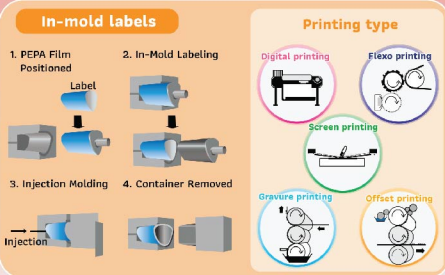 In-mold labels
1. PEPA Film
Positioned
Label
2. In-Mold Labeling
3. Injection Molding
Injection
4. Container Removed
Printing type
Digital printing
Flexo printing
Screen printing
Gravure printing
Offset printing